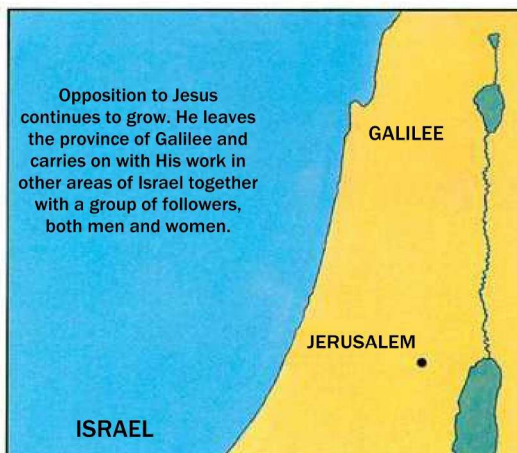 Opposition to Jesus
continues to grow. He leaves
the province of Galilee and
carries on with His work in
other areas of Israel together
with a group of followers,
both men and women.
GALILEE
JERUSALEM
ISRAEL